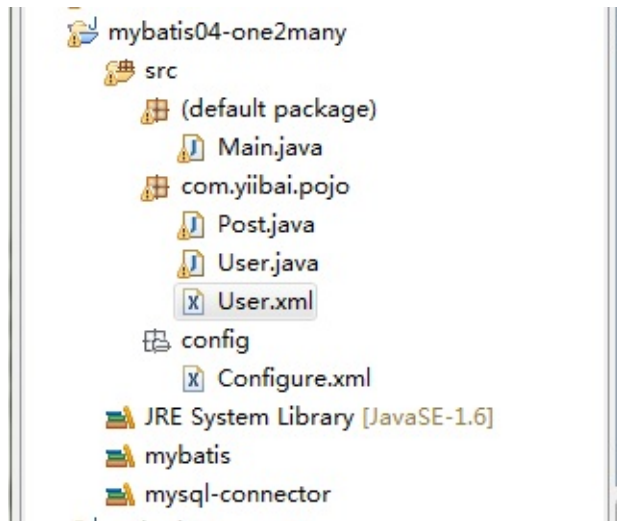 mybatis04-one2many
src
(default package)
Main.java
com.yiibai.pojo
Post.java
User.java
User.xml
config
Configure.xml
JRE System Library [JavaSE-1.6]
mybatis
mysql-connector